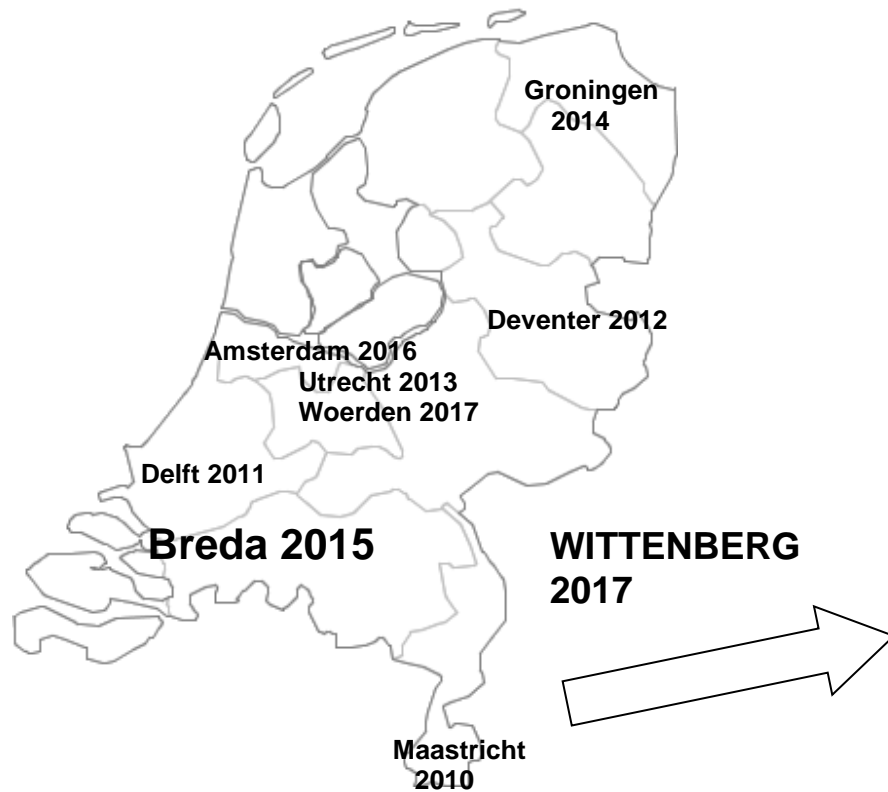 Groningen
2014
Deventer 2012
Amsterdam 2016
Utrecht 2013
Woerden 2017
Delft 2011
Breda 2015
WITTENBERG
2017
Maastricht
2010